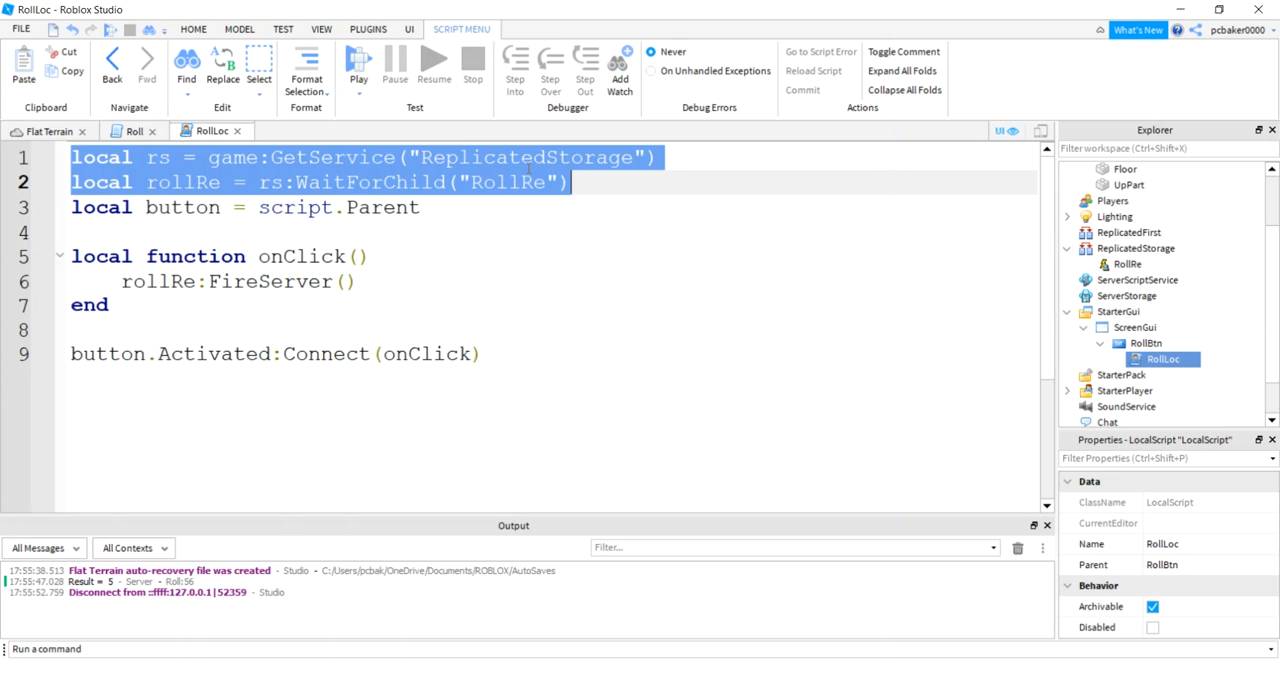 RollLoc - Roblox Studio
FILE HOME MODEL TEST VIEW PLUGINS UI SCRIPT MENU What's New pcbaker0000
Paste Cut Copy Back Fwd Find Replace Select Format Selection Play Pause Resume Stop Step Into Step Over Step Out Add Watch Never On Unhandled Exceptions Go to Script Error Reload Script Commit Toggle Comment Expand All Folds Collapse All Folds
Clipboard Navigate Edit Format Test Debugger Debug Errors Actions
Flat Terrain Roll RollLoc UI
1 local rs = game:GetService("ReplicatedStorage")
2 local rollRe = rs:WaitForChild("RollRe")
3 local button = script.Parent
4
5 local function onClick()
6 rollRe:FireServer()
7 end
8
9 button.Activated:Connect(onClick)
Explorer
Filter workspace (Ctrl+Shift+X)
Floor
UpPart
Players
Lighting
ReplicatedFirst
ReplicatedStorage
RollRe
ServerScriptService
ServerStorage
StarterGui
ScreenGui
RollBtn
RollLoc
StarterPack
StarterPlayer
SoundService
Chat
Properties - LocalScript "LocalScript"
Filter Properties (Ctrl+Shift+P)
Data
ClassName LocalScript
CurrentEditor
Name RollLoc
Parent RollBtn
Behavior
Archivable
Disabled
Output
All Messages All Contexts Filter...
17:55:38.513 Flat Terrain auto-recovery file was created - Studio - C:/Users/pcbak/OneDrive/Documents/ROBLOX/AutoSaves
17:55:47.028 Result = 5 - Server - Roll:56
17:55:52.759 Disconnect from ::ffff:127.0.0.1|52359 - Studio
Run a command